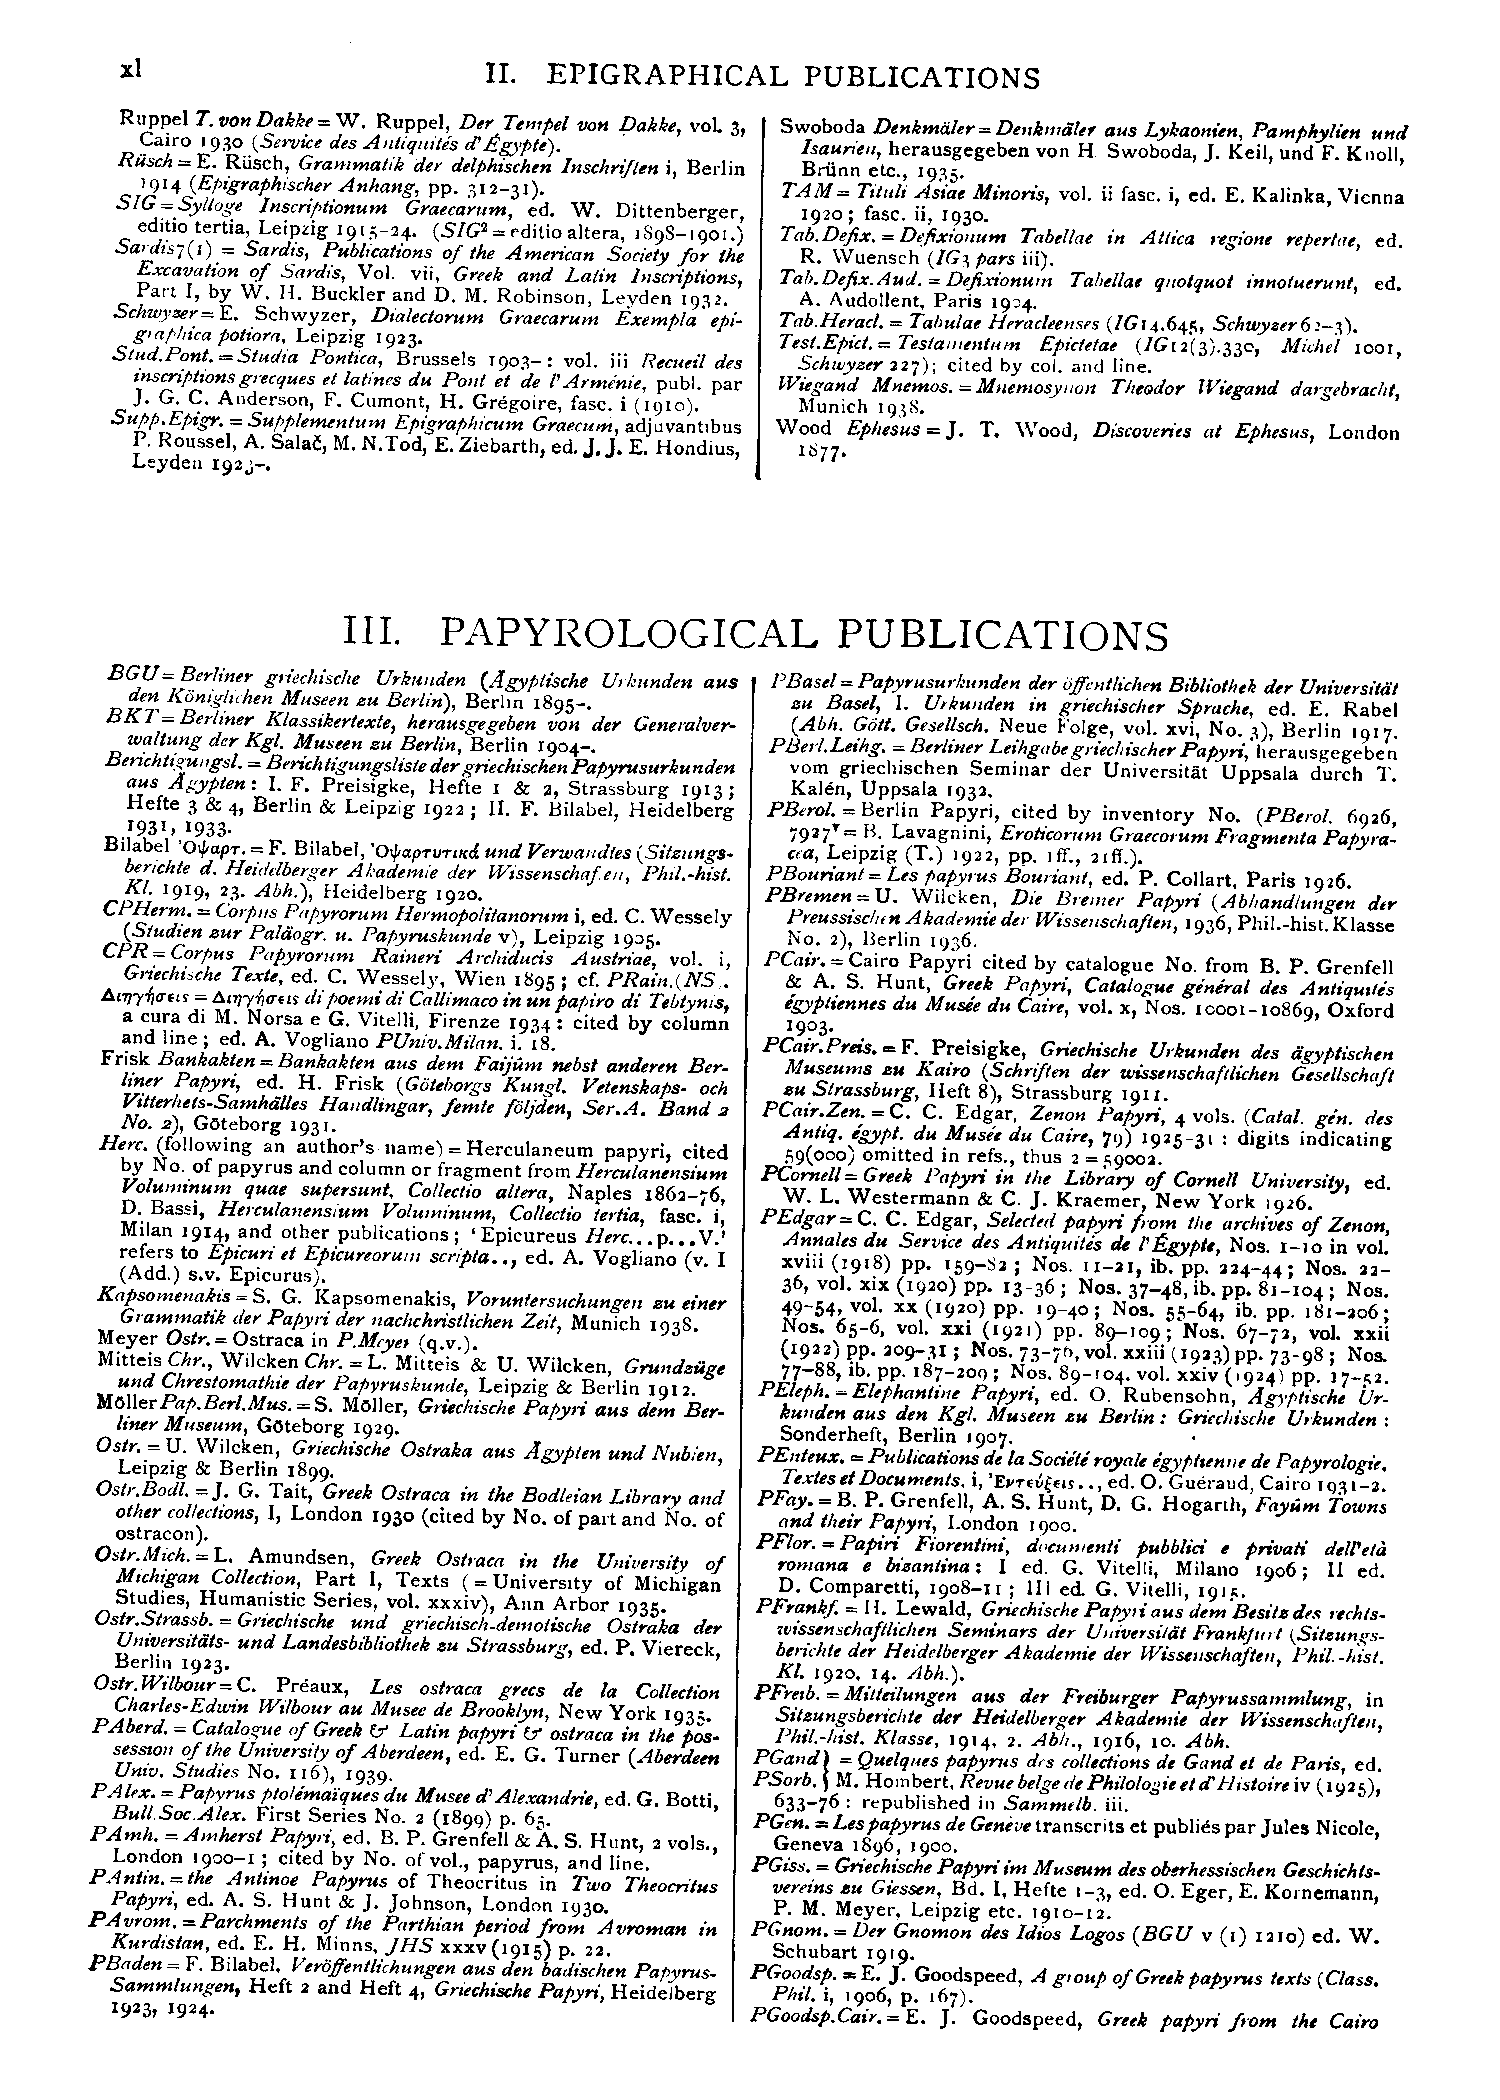 xl
II. EPIGRAPHICAL PUBLICATIONS
Ruppel T. von Dakke = W. Ruppel, Der Tempel von Dakke, vol. 3,
Cairo 1930 (Service des Antiquités d'Égypte).
Rüsch = E. Rüsch, Grammatik der delphischen Inschriften i, Berlin
1914 (Epigraphischer Anhang, pp. 312–31).
SIG = Sylloge Inscriptionum Graecarum, ed. W. Dittenberger,
editio tertia, Leipzig 1915–24. (SIG² = editio altera, 1898–1901.)
Sardis 7(1) = Sardis, Publications of the American Society for the
Excavation of Sardis, Vol. vii, Greek and Latin Inscriptions,
Part I, by W. H. Buckler and D. M. Robinson, Leyden 1932.
Schwyzer = E. Schwyzer, Dialectorum Graecarum Exempla epi-
graphica potiora, Leipzig 1923.
Stud.Pont. = Studia Pontica, Brussels 1903– : vol. iii Recueil des
inscriptions grecques et latines du Pont et de l'Arménie, publ. par
J. G. C. Anderson, F. Cumont, H. Grégoire, fasc. i (1910).
Supp.Epigr. = Supplementum Epigraphicum Graecum, adjuvantibus
P. Roussel, A. Salač, M. N. Tod, E. Ziebarth, ed. J. J. E. Hondius,
Leyden 1923–.
Swoboda Denkmäler = Denkmäler aus Lykaonien, Pamphylien und
Isaurien, herausgegeben von H. Swoboda, J. Keil, und F. Knoll,
Brünn etc., 1935.
TAM = Tituli Asiae Minoris, vol. ii fasc. i, ed. E. Kalinka, Vienna
1920 ; fasc. ii, 1930.
Tab.Defix. = Defixionum Tabellae in Attica regione repertae, ed.
R. Wuensch (IG3 pars iii).
Tab.Defix.Aud. = Defixionum Tabellae quotquot innotuerunt, ed.
A. Audollent, Paris 1904.
Tab.Heracl. = Tabulae Heracleenses (IG14.645, Schwyzer 62–3).
Test.Epict. = Testamentum Epictetae (IG12(3).330, Michel 1001,
Schwyzer 227) ; cited by col. and line.
Wiegand Mnemos. = Mnemosynon Theodor Wiegand dargebracht,
Munich 1938.
Wood Ephesus = J. T. Wood, Discoveries at Ephesus, London
1877.
III. PAPYROLOGICAL PUBLICATIONS
BGU = Berliner griechische Urkunden (Ägyptische Urkunden aus
den Königlichen Museen zu Berlin), Berlin 1895–.
BKT = Berliner Klassikertexte, herausgegeben von der Generalver-
waltung der Kgl. Museen zu Berlin, Berlin 1904–.
Berichtigungsl. = Berichtigungsliste der griechischen Papyrusurkunden
aus Ägypten : I. F. Preisigke, Hefte 1 & 2, Strassburg 1913 ;
Hefte 3 & 4, Berlin & Leipzig 1922 ; II. F. Bilabel, Heidelberg
1931, 1933.
Bilabel Ὀψαρτ. = F. Bilabel, Ὀψαρτυτικά und Verwandtes (Sitzungs-
berichte d. Heidelberger Akademie der Wissenschaften, Phil.-hist.
Kl. 1919, 23. Abh.), Heidelberg 1920.
CPHerm. = Corpus Papyrorum Hermopolitanorum i, ed. C. Wessely
(Studien zur Paläogr. u. Papyruskunde v), Leipzig 1905.
CPR = Corpus Papyrorum Raineri Archiducis Austriae, vol. i,
Griechische Texte, ed. C. Wessely, Wien 1895 ; cf. PRain.(NS).
Διηγήσεις = Διηγήσεις di poemi di Callimaco in un papiro di Tebtynis,
a cura di M. Norsa e G. Vitelli, Firenze 1934 : cited by column
and line ; ed. A. Vogliano PUniv.Milan. i. 18.
Frisk Bankakten = Bankakten aus dem Faijûm nebst anderen Ber-
liner Papyri, ed. H. Frisk (Göteborgs Kungl. Vetenskaps- och
Vitterhets-Samhälles Handlingar, femte följden, Ser.A. Band 2
No. 2), Göteborg 1931.
Herc. (following an author's name) = Herculaneum papyri, cited
by No. of papyrus and column or fragment from Herculanensium
Voluminum quae supersunt, Collectio altera, Naples 1862–76,
D. Bassi, Herculanensium Voluminum, Collectio tertia, fasc. i,
Milan 1914, and other publications ; 'Epicureus Herc...p...V.'
refers to Epicuri et Epicureorum scripta.., ed. A. Vogliano (v. I
(Add.) s.v. Epicurus).
Kapsomenakis = S. G. Kapsomenakis, Voruntersuchungen zu einer
Grammatik der Papyri der nachchristlichen Zeit, Munich 1938.
Meyer Ostr. = Ostraca in P.Meyer (q.v.).
Mitteis Chr., Wilcken Chr. = L. Mitteis & U. Wilcken, Grundzüge
und Chrestomathie der Papyruskunde, Leipzig & Berlin 1912.
Möller Pap.Berl.Mus. = S. Möller, Griechische Papyri aus dem Ber-
liner Museum, Göteborg 1929.
Ostr. = U. Wilcken, Griechische Ostraka aus Ägypten und Nubien,
Leipzig & Berlin 1899.
Ostr.Bodl. = J. G. Tait, Greek Ostraca in the Bodleian Library and
other collections, I, London 1930 (cited by No. of part and No. of
ostracon).
Ostr.Mich. = L. Amundsen, Greek Ostraca in the University of
Michigan Collection, Part I, Texts ( = University of Michigan
Studies, Humanistic Series, vol. xxxiv), Ann Arbor 1935.
Ostr.Strassb. = Griechische und griechisch-demotische Ostraka der
Universitäts- und Landesbibliothek zu Strassburg, ed. P. Viereck,
Berlin 1923.
Ostr.Wilbour = C. Préaux, Les ostraca grecs de la Collection
Charles-Edwin Wilbour au Musee de Brooklyn, New York 1935.
PAberd. = Catalogue of Greek & Latin papyri & ostraca in the pos-
session of the University of Aberdeen, ed. E. G. Turner (Aberdeen
Univ. Studies No. 116), 1939.
PAlex. = Papyrus ptolémaïques du Musee d'Alexandrie, ed. G. Botti,
Bull.Soc.Alex. First Series No. 2 (1899) p. 65.
PAmh. = Amherst Papyri, ed. B. P. Grenfell & A. S. Hunt, 2 vols.,
London 1900–1 ; cited by No. of vol., papyrus, and line.
PAntin. = the Antinoe Papyrus of Theocritus in Two Theocritus
Papyri, ed. A. S. Hunt & J. Johnson, London 1930.
PAvrom. = Parchments of the Parthian period from Avroman in
Kurdistan, ed. E. H. Minns, JHS xxxv (1915) p. 22.
PBaden = F. Bilabel, Veröffentlichungen aus den badischen Papyrus-
Sammlungen, Heft 2 and Heft 4, Griechische Papyri, Heidelberg
1923, 1924.
PBasel = Papyrusurkunden der öffentlichen Bibliothek der Universität
zu Basel, I. Urkunden in griechischer Sprache, ed. E. Rabel
(Abh. Gött. Gesellsch. Neue Folge, vol. xvi, No. 3), Berlin 1917.
PBerl.Leihg. = Berliner Leihgabe griechischer Papyri, herausgegeben
vom griechischen Seminar der Universität Uppsala durch T.
Kalén, Uppsala 1932.
PBerol. = Berlin Papyri, cited by inventory No. (PBerol. 6926,
7927ʳ = B. Lavagnini, Eroticorum Graecorum Fragmenta Papyra-
cea, Leipzig (T.) 1922, pp. 1ff., 21ff.).
PBouriant = Les papyrus Bouriant, ed. P. Collart, Paris 1926.
PBremen = U. Wilcken, Die Bremer Papyri (Abhandlungen der
Preussischen Akademie der Wissenschaften, 1936, Phil.-hist. Klasse
No. 2), Berlin 1936.
PCair. = Cairo Papyri cited by catalogue No. from B. P. Grenfell
& A. S. Hunt, Greek Papyri, Catalogue général des Antiquités
égyptiennes du Musée du Caire, vol. x, Nos. 10001–10869, Oxford
1903.
PCair.Preis. = F. Preisigke, Griechische Urkunden des ägyptischen
Museums zu Kairo (Schriften der wissenschaftlichen Gesellschaft
zu Strassburg, Heft 8), Strassburg 1911.
PCair.Zen. = C. C. Edgar, Zenon Papyri, 4 vols. (Catal. gén. des
Antiq. égypt. du Musée du Caire, 79) 1925–31 : digits indicating
59(000) omitted in refs., thus 2 = 59002.
PCornell = Greek Papyri in the Library of Cornell University, ed.
W. L. Westermann & C. J. Kraemer, New York 1926.
PEdgar = C. C. Edgar, Selected papyri from the archives of Zenon,
Annales du Service des Antiquités de l'Égypte, Nos. 1–10 in vol.
xviii (1918) pp. 159–82 ; Nos. 11–21, ib. pp. 224–44 ; Nos. 22–
36, vol. xix (1920) pp. 13–36 ; Nos. 37–48, ib. pp. 81–104 ; Nos.
49–54, vol. xx (1920) pp. 19–40 ; Nos. 55–64, ib. pp. 181–206 ;
Nos. 65–6, vol. xxi (1921) pp. 89–109 ; Nos. 67–72, vol. xxii
(1922) pp. 209–31 ; Nos. 73–76, vol. xxiii (1923) pp. 73–98 ; Nos.
77–88, ib. pp. 187–209 ; Nos. 89–104, vol. xxiv (1924) pp. 17–52.
PEleph. = Elephantine Papyri, ed. O. Rubensohn, Ägyptische Ur-
kunden aus den Kgl. Museen zu Berlin : Griechische Urkunden :
Sonderheft, Berlin 1907.
PEnteux. = Publications de la Société royale égyptienne de Papyrologie,
Textes et Documents, i, Ἐντεύξεις.., ed. O. Guéraud, Cairo 1931–2.
PFay. = B. P. Grenfell, A. S. Hunt, D. G. Hogarth, Fayûm Towns
and their Papyri, London 1900.
PFlor. = Papiri Fiorentini, documenti pubblici e privati dell'età
romana e bizantina : I ed. G. Vitelli, Milano 1906 ; II ed.
D. Comparetti, 1908–11 ; III ed. G. Vitelli, 1915.
PFrankf. = H. Lewald, Griechische Papyri aus dem Besitz des rechts-
wissenschaftlichen Seminars der Universität Frankfurt (Sitzungs-
berichte der Heidelberger Akademie der Wissenschaften, Phil.-hist.
Kl. 1920, 14. Abh.).
PFreib. = Mitteilungen aus der Freiburger Papyrussammlung, in
Sitzungsberichte der Heidelberger Akademie der Wissenschaften,
Phil.-hist. Klasse, 1914, 2. Abh., 1916, 10. Abh.
PGand } = Quelques papyrus des collections de Gand et de Paris, ed.
PSorb. } M. Hombert, Revue belge de Philologie et d'Histoire iv (1925),
633–76 : republished in Sammelb. iii.
PGen. = Les papyrus de Genève transcrits et publiés par Jules Nicole,
Geneva 1896, 1900.
PGiss. = Griechische Papyri im Museum des oberhessischen Geschichts-
vereins zu Giessen, Bd. I, Hefte 1–3, ed. O. Eger, E. Kornemann,
P. M. Meyer, Leipzig etc. 1910–12.
PGnom. = Der Gnomon des Idios Logos (BGU v (1) 1210) ed. W.
Schubart 1919.
PGoodsp. = E. J. Goodspeed, A group of Greek papyrus texts (Class.
Phil. i, 1906, p. 167).
PGoodsp.Cair. = E. J. Goodspeed, Greek papyri from the Cairo